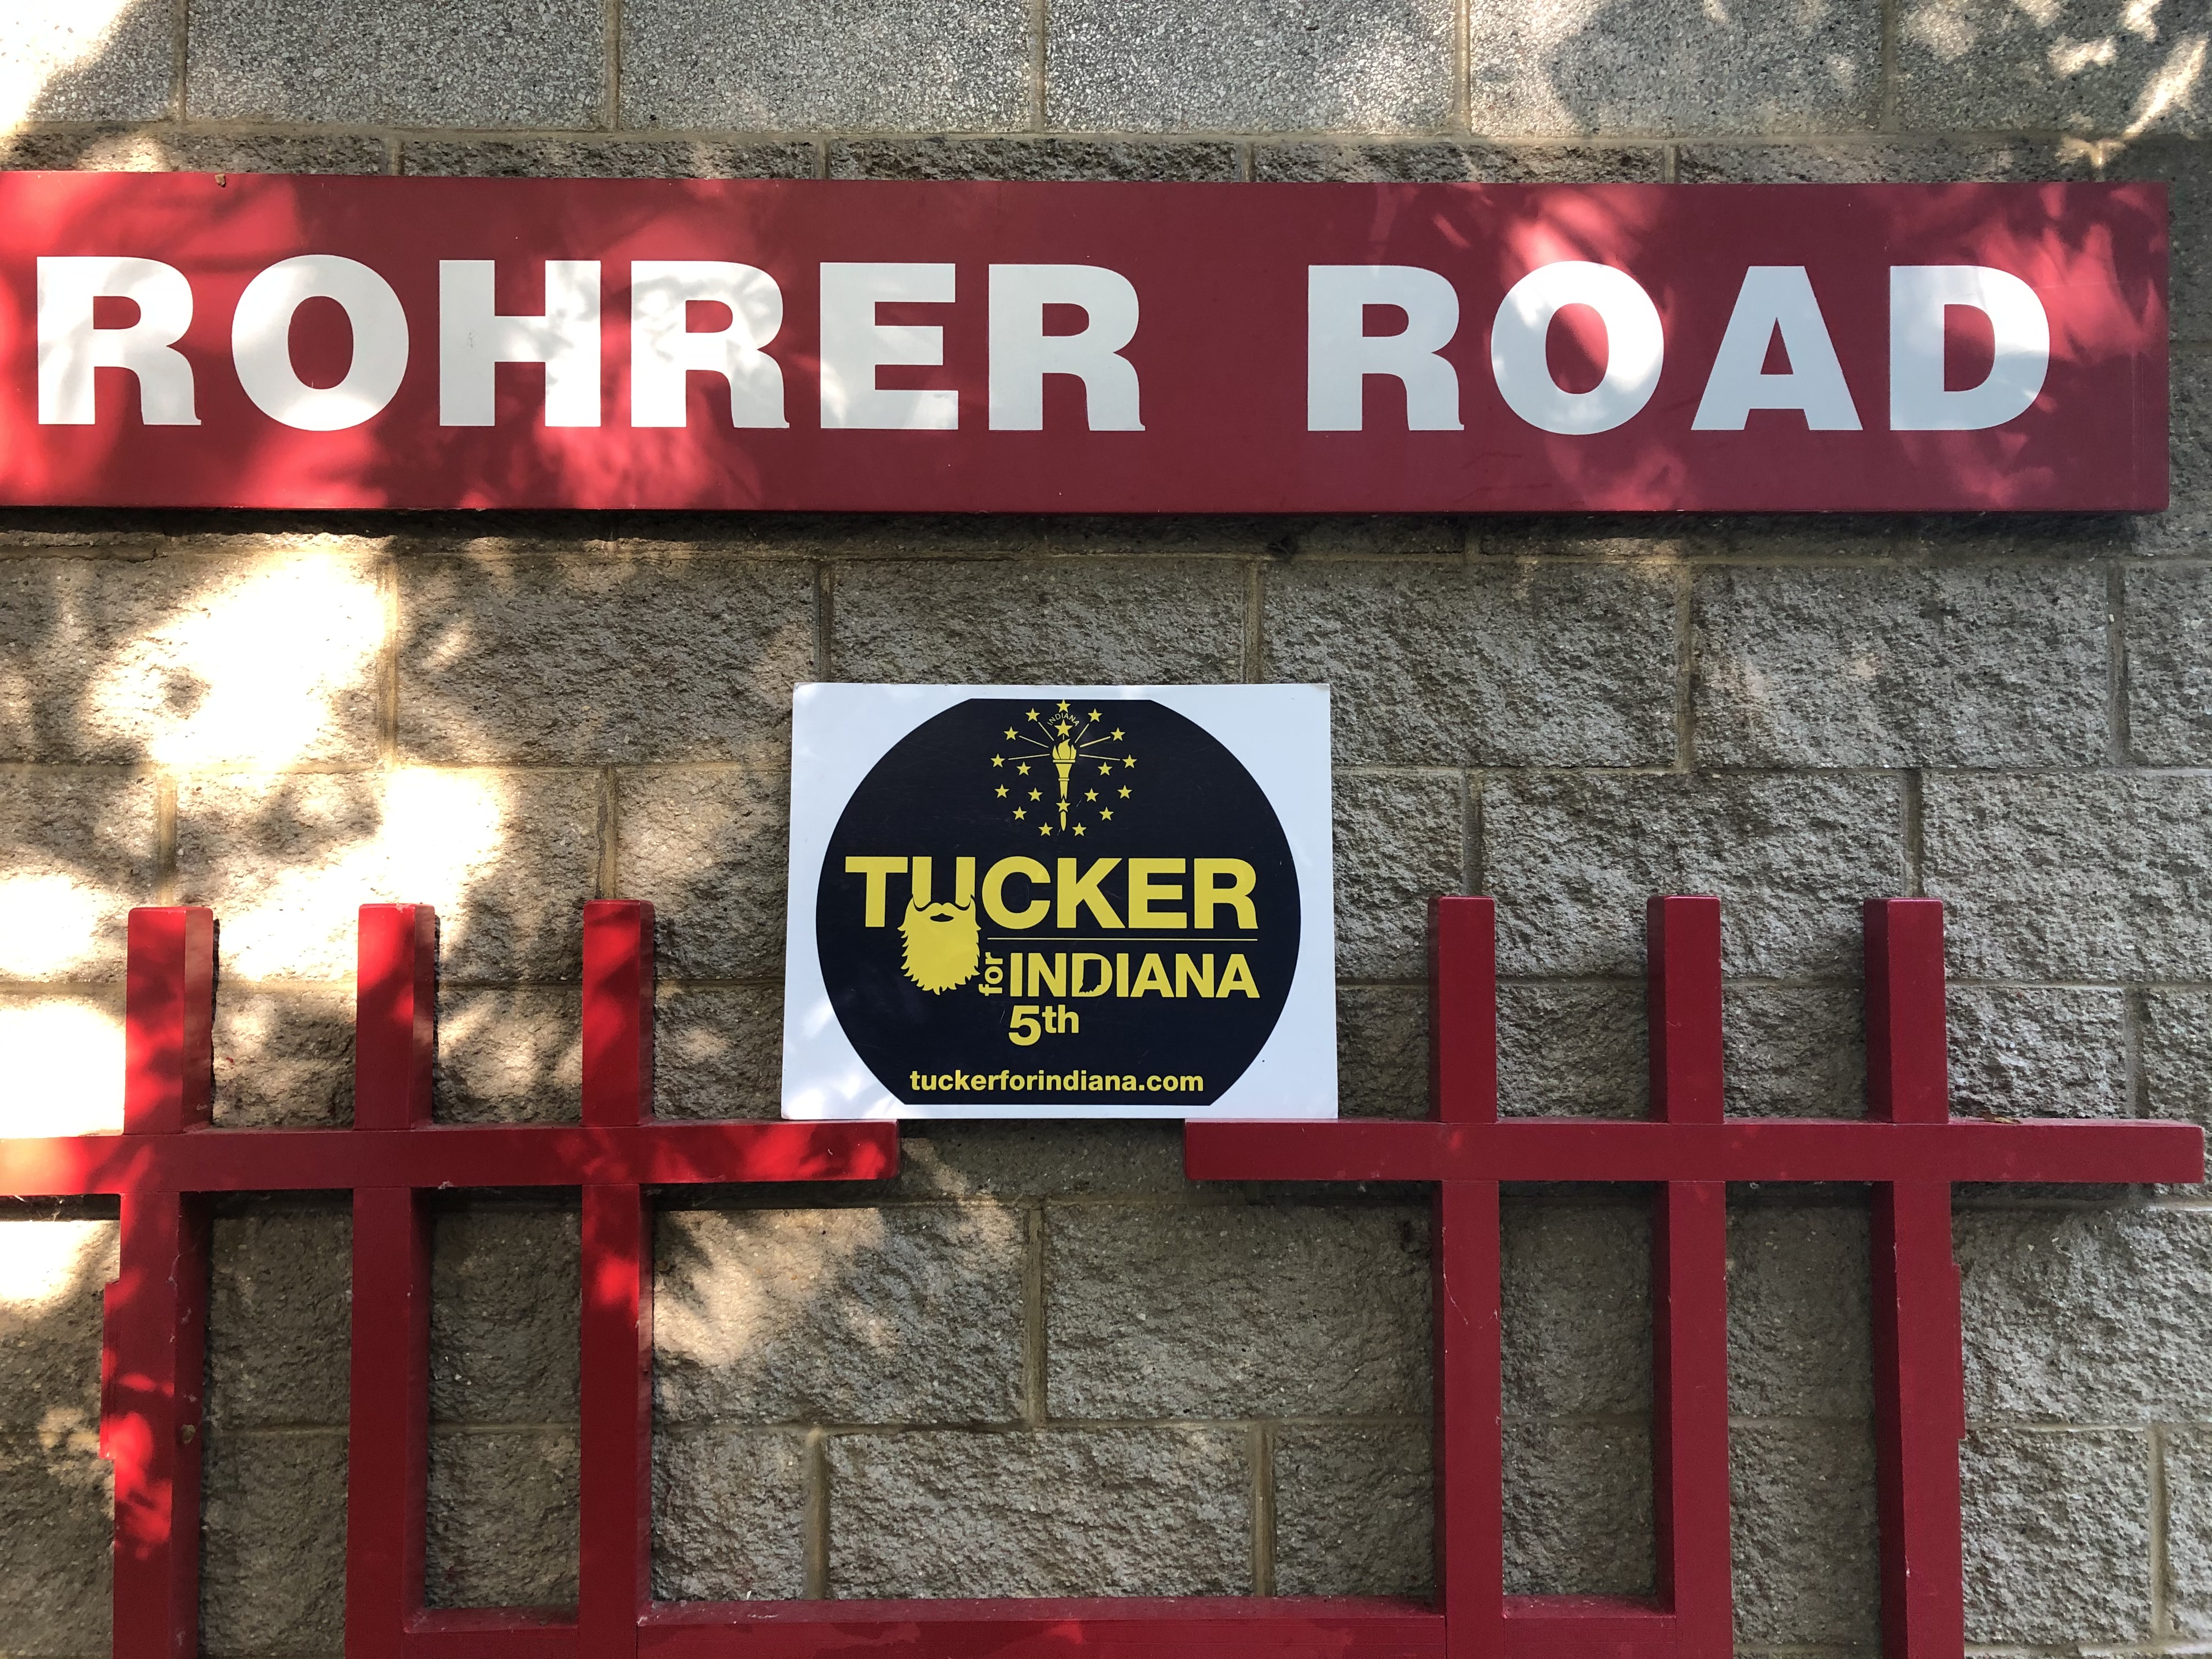 ROHRER ROAD
INDIANA
TUCKER
for INDIANA
5th
tuckerforindiana.com